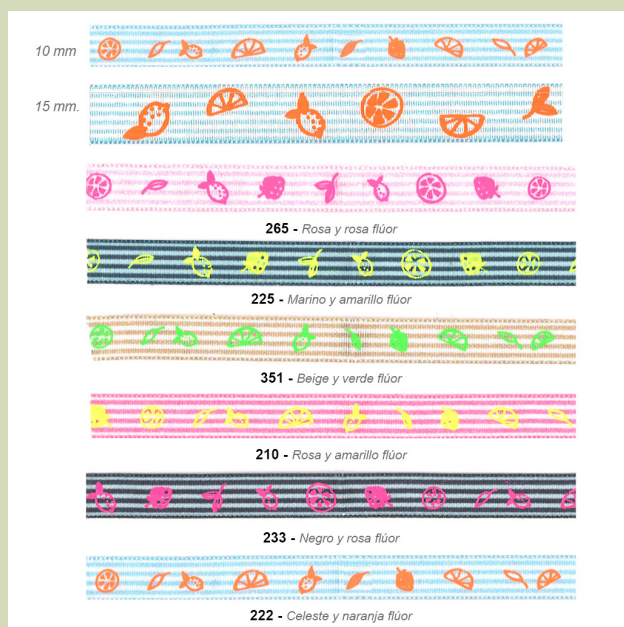 10 mm
15 mm.
265 - Rosa y rosa flúor
225 - Marino y amarillo flúor
351 - Beige y verde flúor
210 - Rosa y amarillo flúor
233 - Negro y rosa flúor
222 - Celeste y naranja flúor